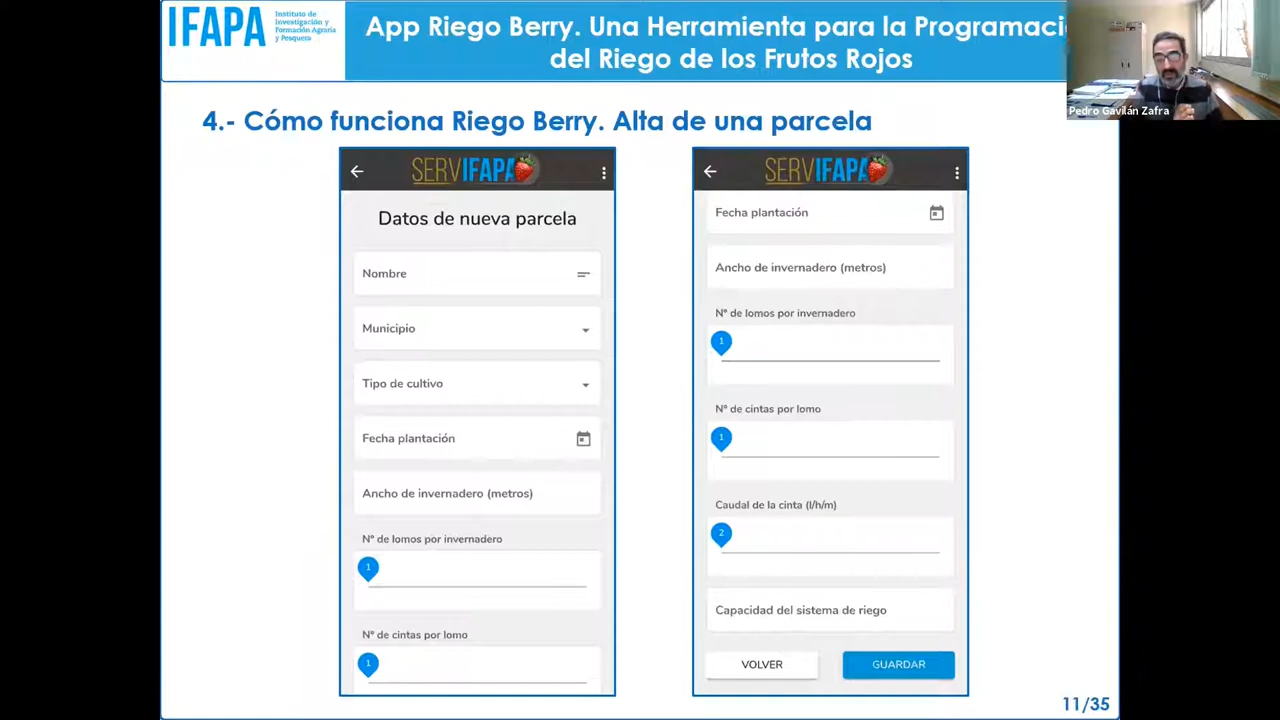 IFAPA
Instituto de
Investigación y
Formación Agraria
y Pesquera
App Riego Berry. Una Herramienta para la Programaci
del Riego de los Frutos Rojos
Pedro Gavilán Zafra
4.- Cómo funciona Riego Berry. Alta de una parcela
SERVIFAPA
Datos de nueva parcela
Nombre
Municipio
Tipo de cultivo
Fecha plantación
Ancho de invernadero (metros)
Nº de lomos por invernadero
1
Nº de cintas por lomo
1
SERVIFAPA
Fecha plantación
Ancho de invernadero (metros)
Nº de lomos por invernadero
1
Nº de cintas por lomo
1
Caudal de la cinta (l/h/m)
2
Capacidad del sistema de riego
VOLVER GUARDAR
11/35